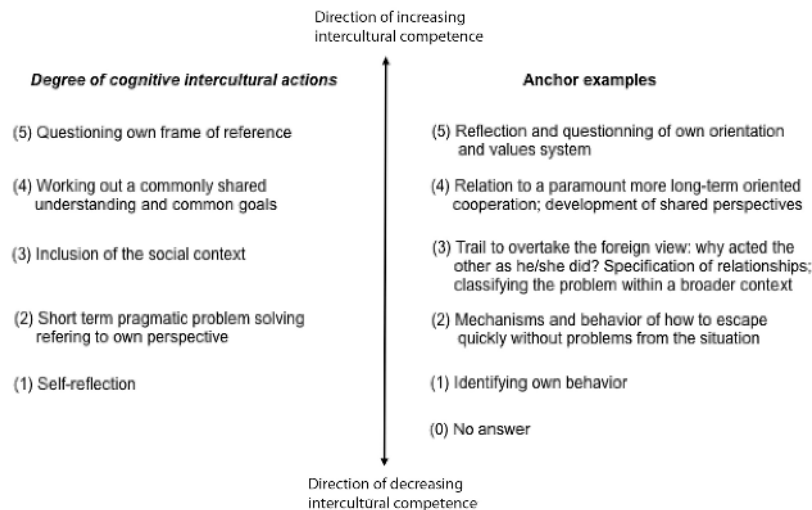 Direction of increasing
intercultural competence
Degree of cognitive intercultural actions
(5) Questioning own frame of reference
(4) Working out a commonly shared
understanding and common goals
(3) Inclusion of the social context
(2) Short term pragmatic problem solving
refering to own perspective
(1) Self-reflection
Anchor examples
(5) Reflection and questionning of own orientation
and values system
(4) Relation to a paramount more long-term oriented
cooperation; development of shared perspectives
(3) Trail to overtake the foreign view: why acted the
other as he/she did? Specification of relationships;
classifying the problem within a broader context
(2) Mechanisms and behavior of how to escape
quickly without problems from the situation
(1) Identifying own behavior
(0) No answer
Direction of decreasing
intercultural competence